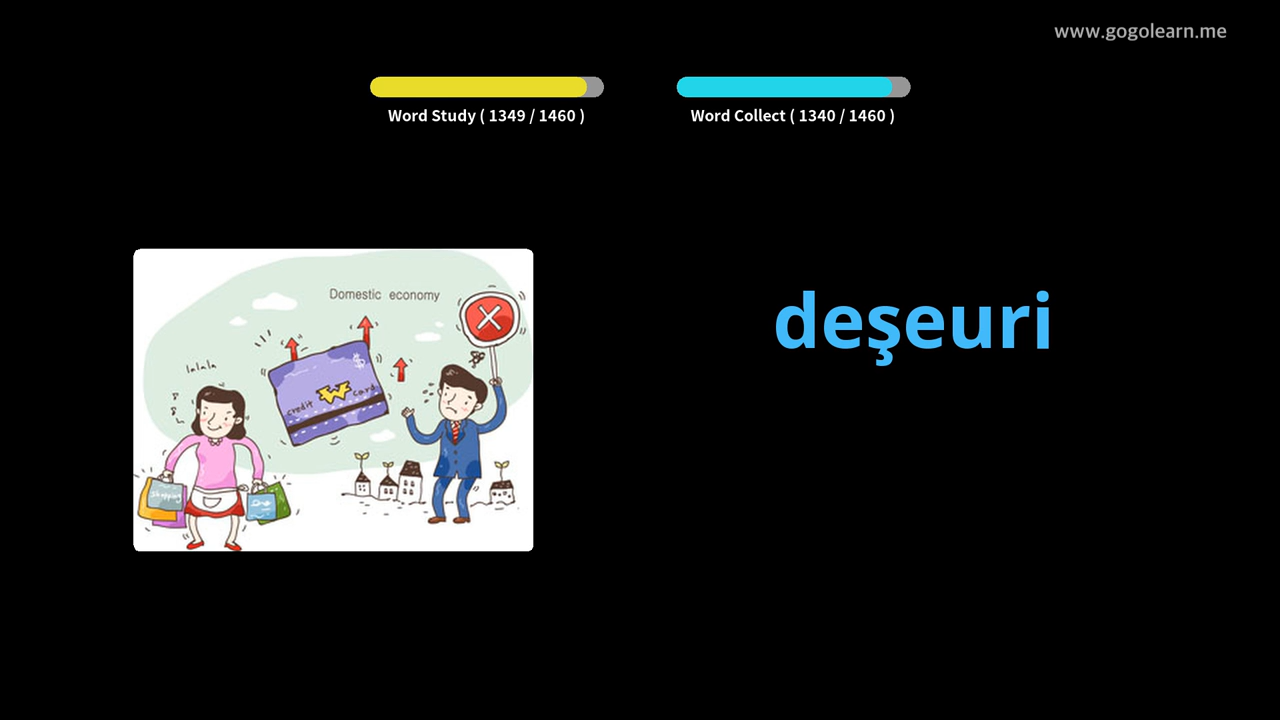 www.gogolearn.me
Word Study ( 1349 / 1460 )
Word Collect ( 1340 / 1460 )
Domestic economy
lalala
$
W
credit card
Shopping
deşeuri